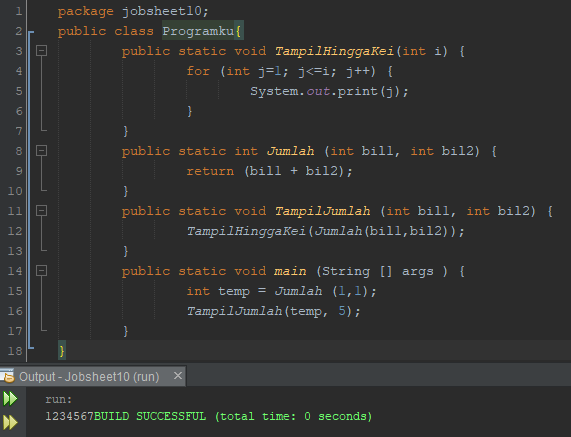 1 package jobsheet10;
2 public class Programku{
3 public static void TampilHinggaKei(int i) {
4 for (int j=1; j<=i; j++) {
5 System.out.print(j);
6 }
7 }
8 public static int Jumlah (int bill, int bil2) {
9 return (bill + bil2);
10 }
11 public static void TampilJumlah (int bill, int bil2) {
12 TampilHinggaKei(Jumlah(bill,bil2));
13 }
14 public static void main (String [] args ) {
15 int temp = Jumlah (1,1);
16 TampilJumlah(temp, 5);
17 }
18 }
Output - Jobsheet10 (run) ×
run:
1234567BUILD SUCCESSFUL (total time: 0 seconds)